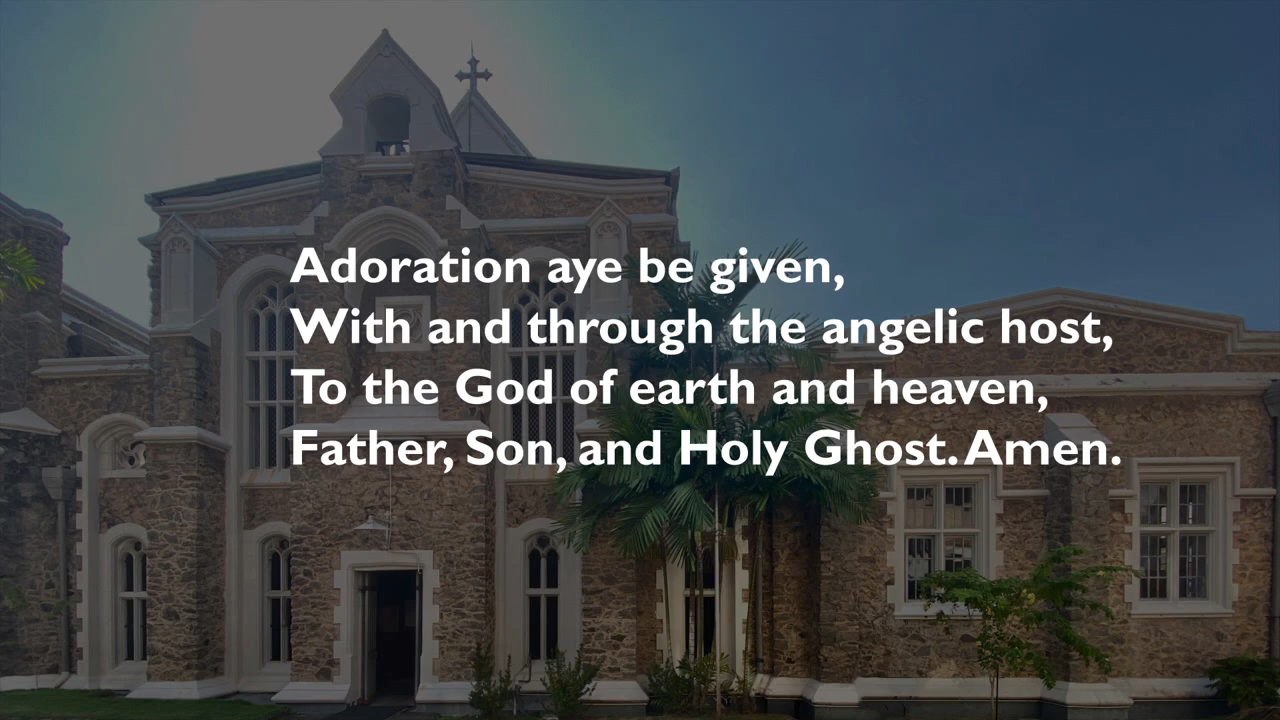 Adoration aye be given,
With and through the angelic host,
To the God of earth and heaven,
Father, Son, and Holy Ghost. Amen.